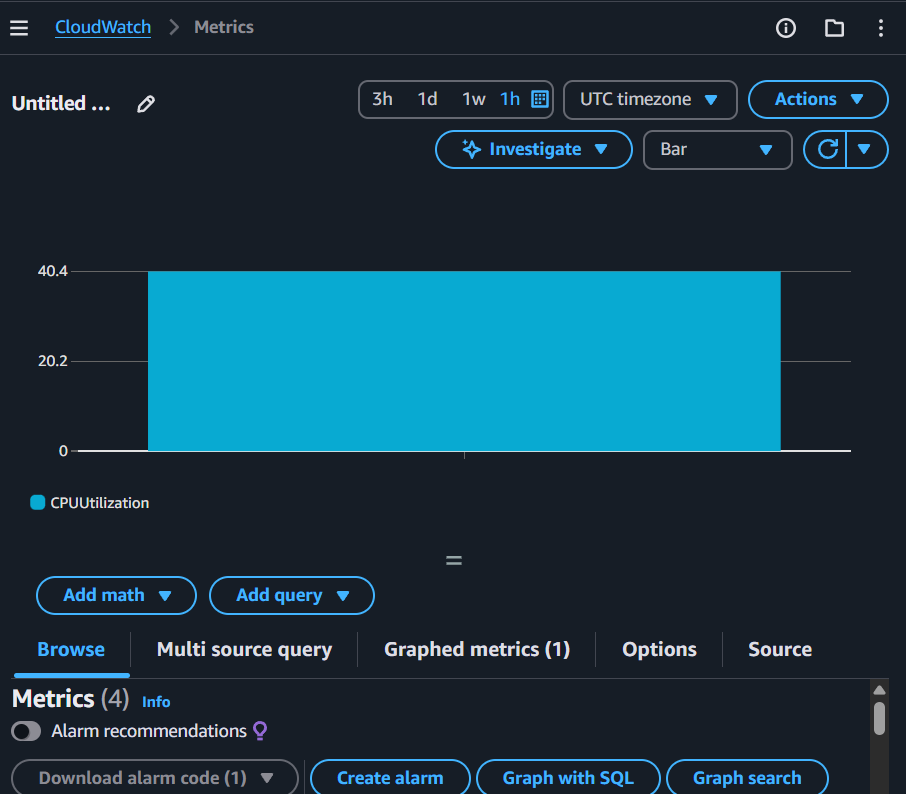 CloudWatch > Metrics
Untitled ...
3h 1d 1w 1h UTC timezone Actions
Investigate Bar
40.4
20.2
0
CPUUtilization
Add math Add query
Browse Multi source query Graphed metrics (1) Options Source
Metrics (4) Info
Alarm recommendations
Download alarm code (1) Create alarm Graph with SQL Graph search